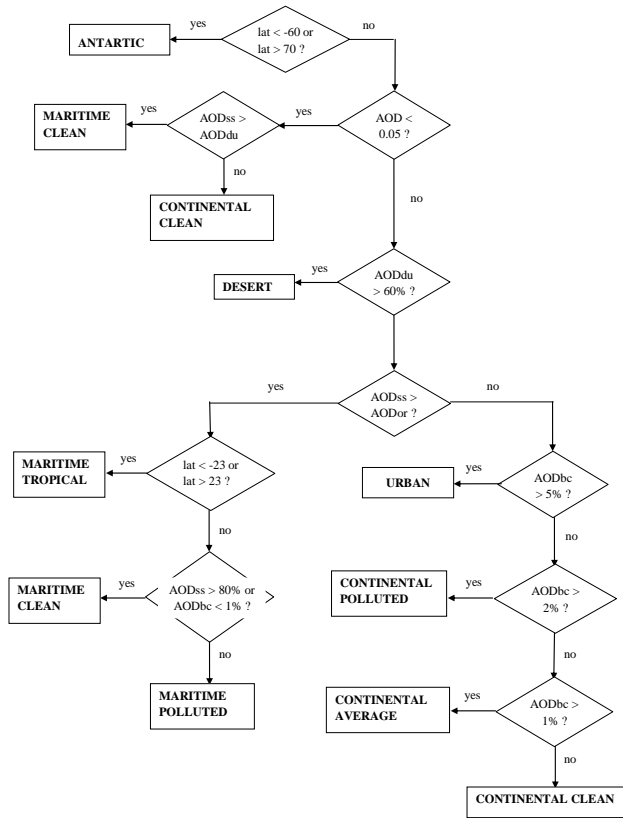 lat < -60 or
lat > 70 ?
yes
no
ANTARTIC
AOD <
0.05 ?
yes
AODss >
AODdu
yes
MARITIME
CLEAN
no
CONTINENTAL
CLEAN
no
AODdu
> 60% ?
yes
DESERT
AODss >
AODor ?
yes
no
lat < -23 or
lat > 23 ?
yes
MARITIME
TROPICAL
no
AODss > 80% or
AODbc < 1% ?
yes
MARITIME
CLEAN
no
MARITIME
POLLUTED
AODbc
> 5% ?
yes
URBAN
no
AODbc >
2% ?
yes
CONTINENTAL
POLLUTED
no
AODbc >
1% ?
yes
CONTINENTAL
AVERAGE
no
CONTINENTAL CLEAN